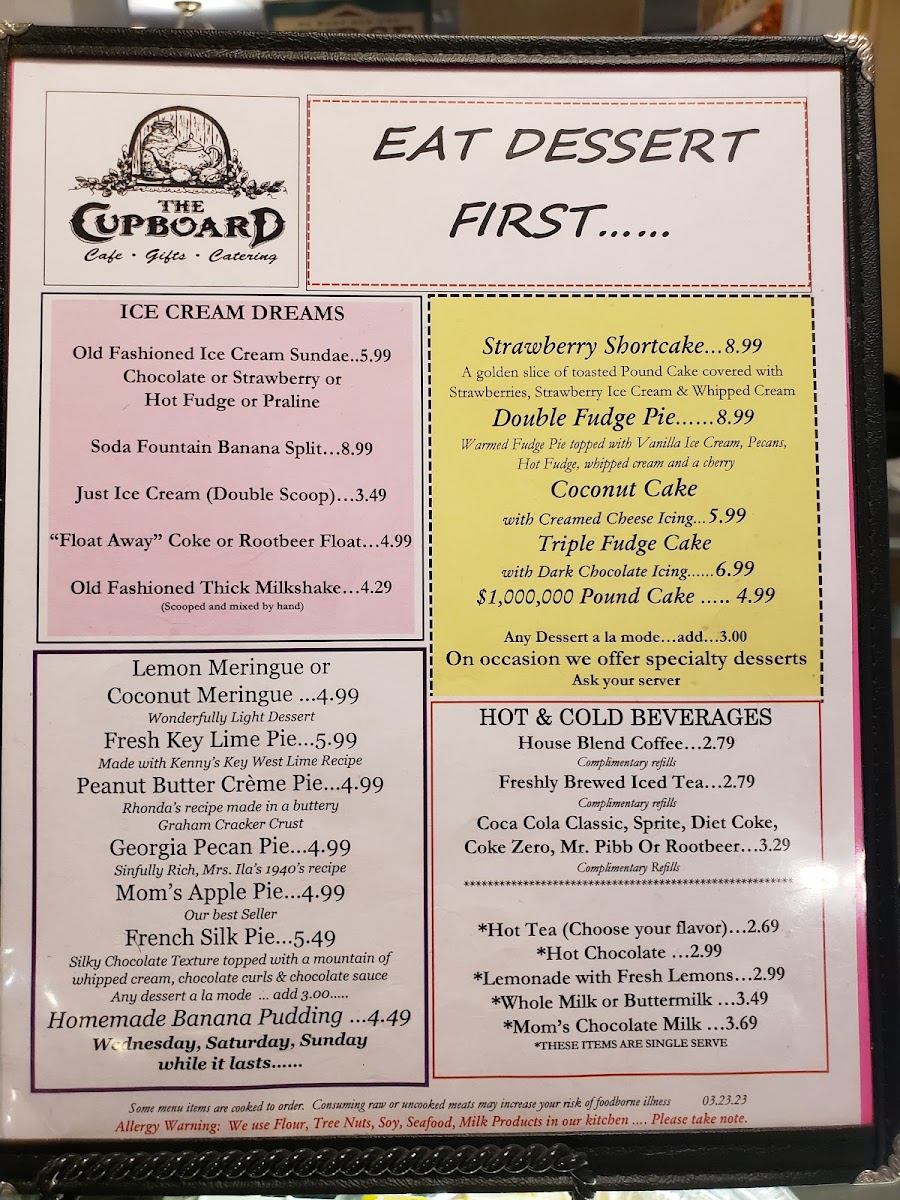 THE
CUPBOARD
Cafe · Gifts · Catering
EAT DESSERT
FIRST......
ICE CREAM DREAMS
Old Fashioned Ice Cream Sundae..5.99
Chocolate or Strawberry or
Hot Fudge or Praline
Soda Fountain Banana Split...8.99
Just Ice Cream (Double Scoop)...3.49
“Float Away” Coke or Rootbeer Float...4.99
Old Fashioned Thick Milkshake...4.29
(Scooped and mixed by hand)
Strawberry Shortcake...8.99
A golden slice of toasted Pound Cake covered with
Strawberries, Strawberry Ice Cream & Whipped Cream
Double Fudge Pie......8.99
Warmed Fudge Pie topped with Vanilla Ice Cream, Pecans,
Hot Fudge, whipped cream and a cherry
Coconut Cake
with Creamed Cheese Icing...5.99
Triple Fudge Cake
with Dark Chocolate Icing......6.99
$1,000,000 Pound Cake ..... 4.99
Any Dessert a la mode...add...3.00
On occasion we offer specialty desserts
Ask your server
Lemon Meringue or
Coconut Meringue ...4.99
Wonderfully Light Dessert
Fresh Key Lime Pie...5.99
Made with Kenny's Key West Lime Recipe
Peanut Butter Crème Pie...4.99
Rhonda's recipe made in a buttery
Graham Cracker Crust
Georgia Pecan Pie...4.99
Sinfully Rich, Mrs. Ila's 1940's recipe
Mom's Apple Pie...4.99
Our best Seller
French Silk Pie...5.49
Silky Chocolate Texture topped with a mountain of
whipped cream, chocolate curls & chocolate sauce
Any dessert a la mode ... add 3.00.....
Homemade Banana Pudding ...4.49
Wednesday, Saturday, Sunday
while it lasts......
HOT & COLD BEVERAGES
House Blend Coffee...2.79
Complimentary refills
Freshly Brewed Iced Tea...2.79
Complimentary refills
Coca Cola Classic, Sprite, Diet Coke,
Coke Zero, Mr. Pibb Or Rootbeer...3.29
Complimentary Refills
*************************************************
*Hot Tea (Choose your flavor)...2.69
*Hot Chocolate ...2.99
*Lemonade with Fresh Lemons...2.99
*Whole Milk or Buttermilk ...3.49
*Mom's Chocolate Milk ...3.69
*THESE ITEMS ARE SINGLE SERVE
Some menu items are cooked to order. Consuming raw or uncooked meats may increase your risk of foodborne illness 03.23.23
Allergy Warning: We use Flour, Tree Nuts, Soy, Seafood, Milk Products in our kitchen .... Please take note.